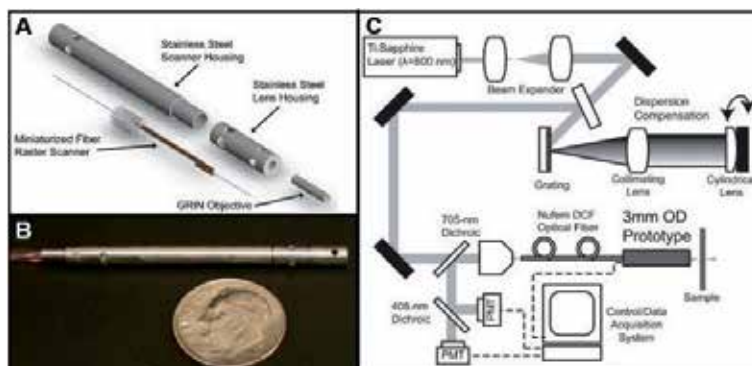 A
Stainless Steel
Scanner Housing
Stainless Steel
Lens Housing
Miniaturized Fiber
Raster Scanner
GRIN Objective
B
C
Ti-Sapphire
Laser (λ=800 nm)
Beam Expander
Dispersion
Compensation
Grating
Collimating
Lens
Cylindrical
Lens
705-nm
Dichroic
Nufern DCF
Optical Fiber
3mm OD
Prototype
Sample
405-nm
Dichroic
PMT
PMT
Control/Data
Acquisition
System